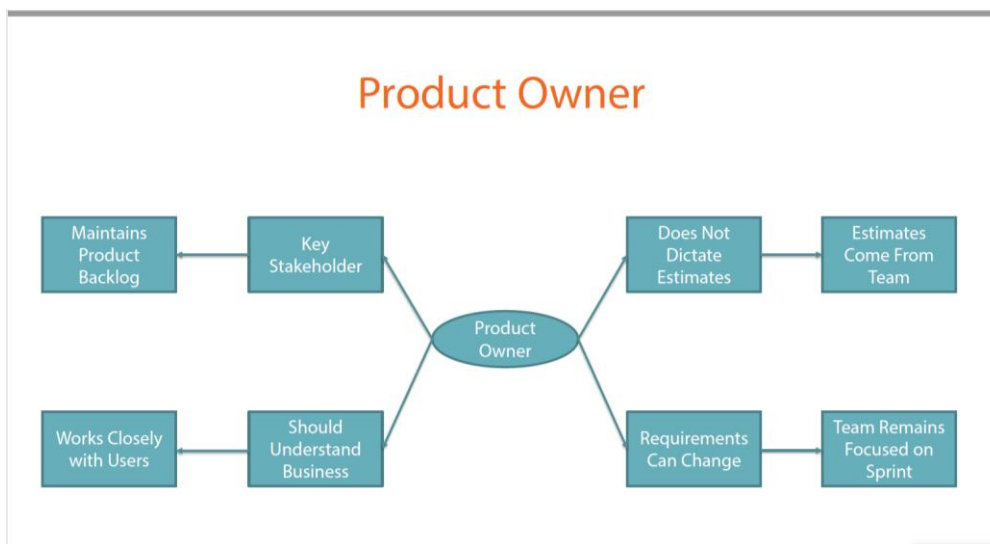 Product Owner
Maintains
Product
Backlog
Key
Stakeholder
Does Not
Dictate
Estimates
Estimates
Come From
Team
Product
Owner
Works Closely
with Users
Should
Understand
Business
Requirements
Can Change
Team Remains
Focused on
Sprint